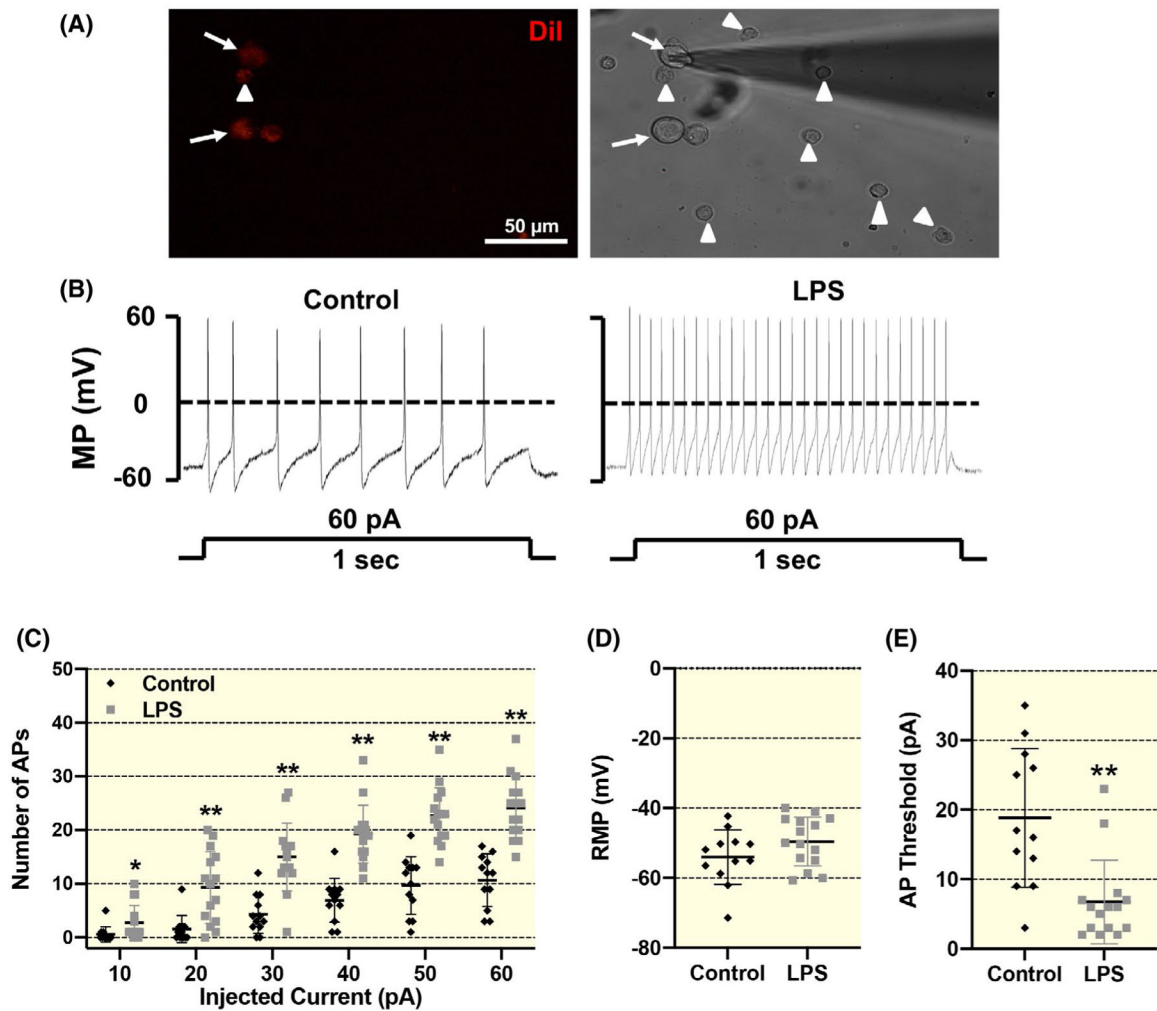 (A)
DiI
50 µm
(B)
Control
LPS
60
0
-60
MP (mV)
60 pA
1 sec
60 pA
1 sec
(C)
50
40
30
20
10
0
Number of APs
Control
LPS
*
**
**
**
**
**
10 20 30 40 50 60
Injected Current (pA)
(D)
0
-20
-40
-60
-80
RMP (mV)
Control LPS
(E)
40
30
20
10
0
AP Threshold (pA)
**
Control LPS